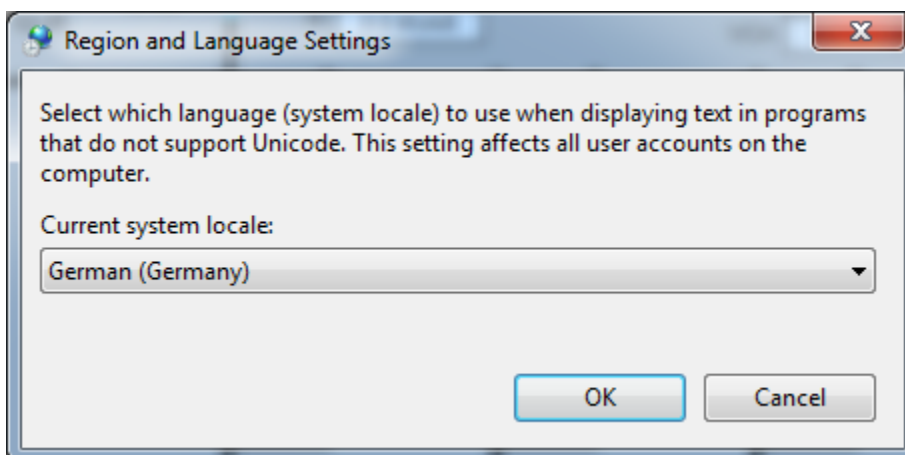 Region and Language Settings
Select which language (system locale) to use when displaying text in programs
that do not support Unicode. This setting affects all user accounts on the
computer.
Current system locale:
German (Germany)
OK
Cancel